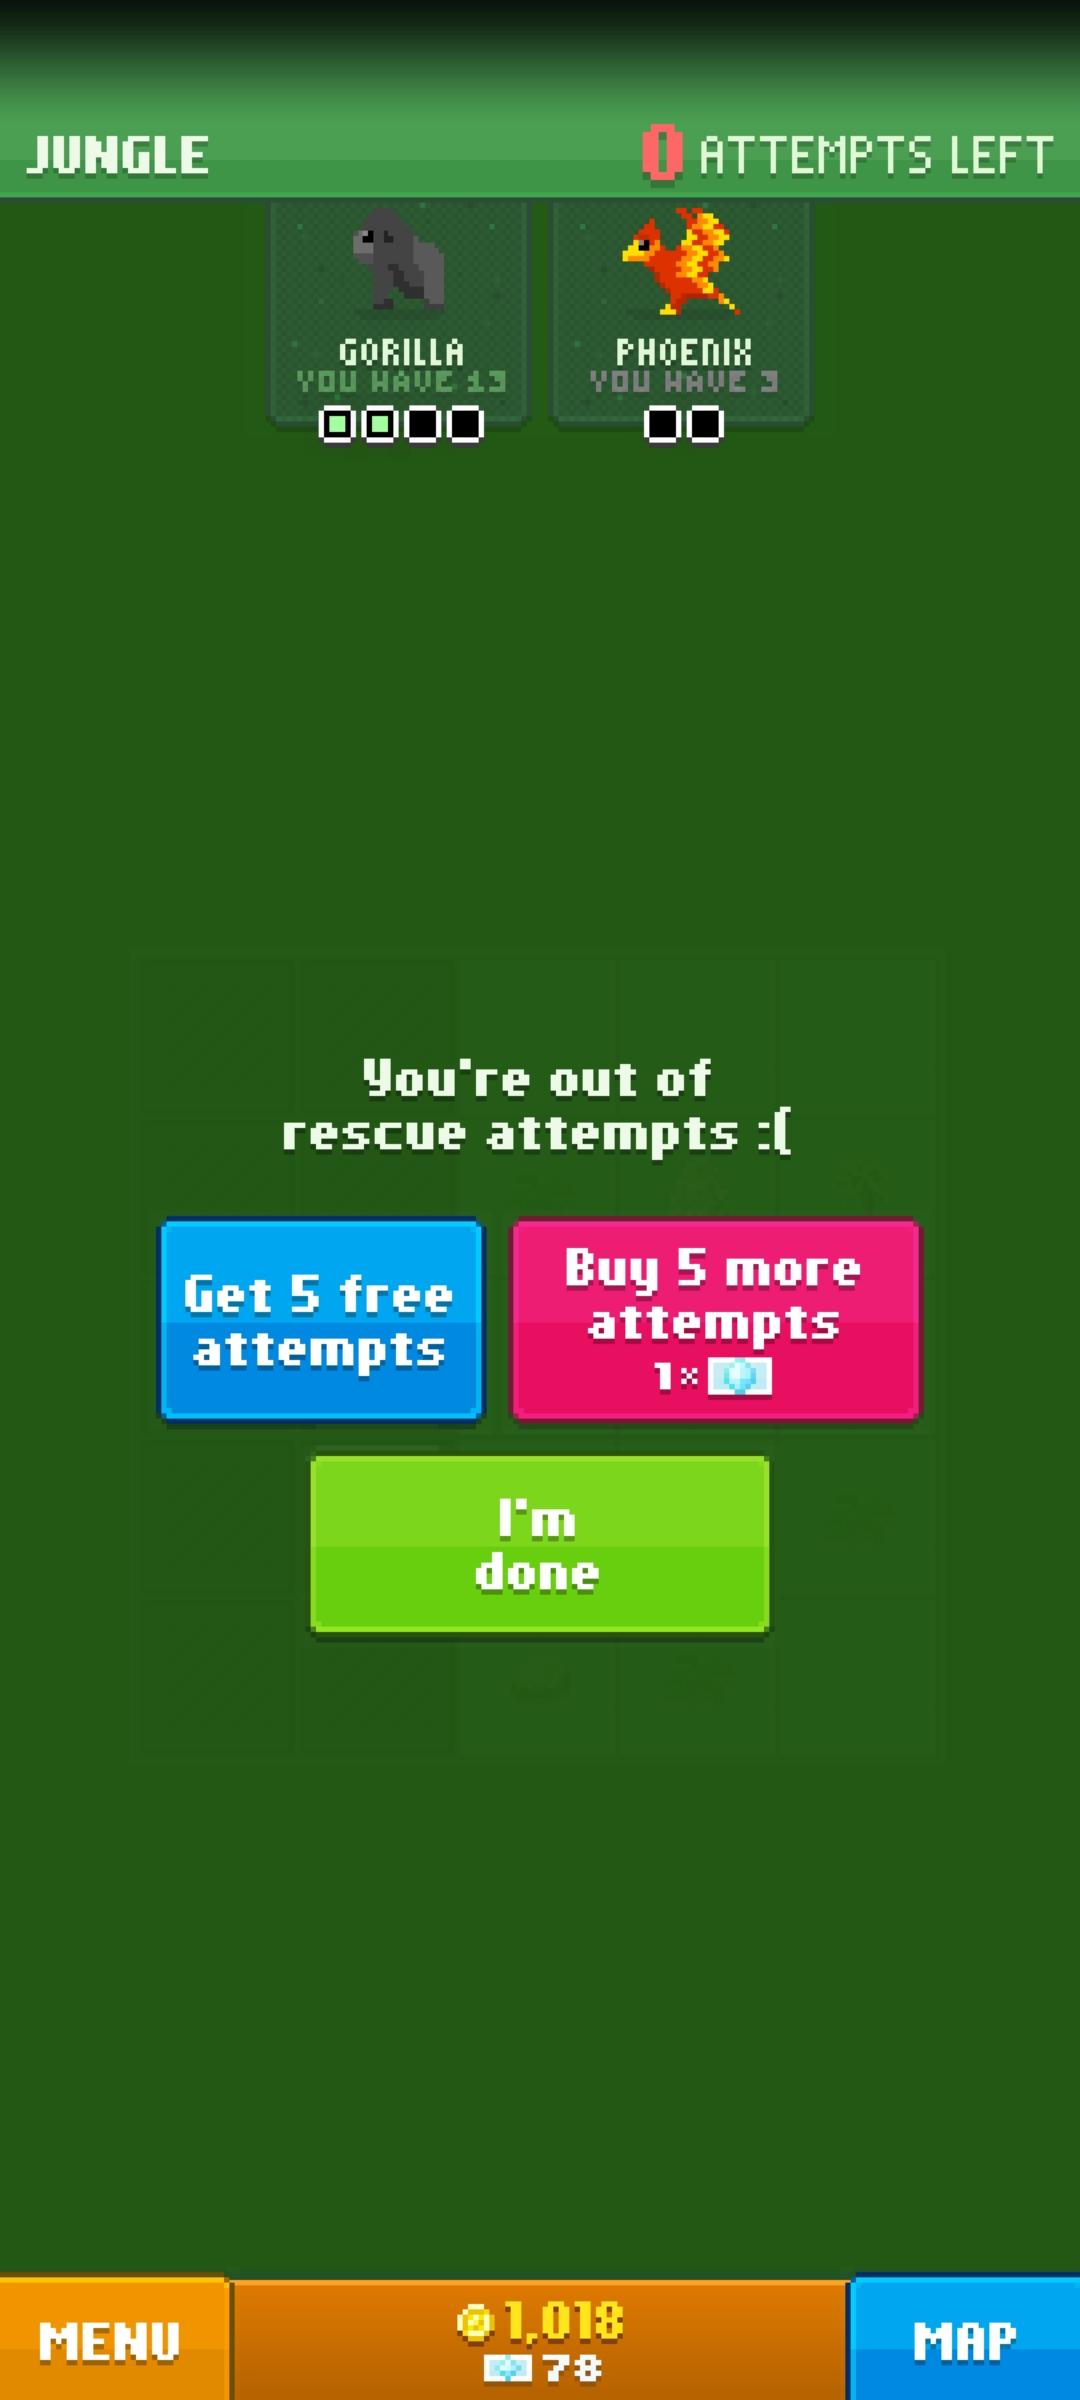 JUNGLE
0 ATTEMPTS LEFT
GORILLA
YOU HAVE 13
PHOENIX
YOU HAVE 3
You're out of
rescue attempts :(
Get 5 free
attempts
Buy 5 more
attempts
1×
I'm
done
MENU
1,018
78
MAP